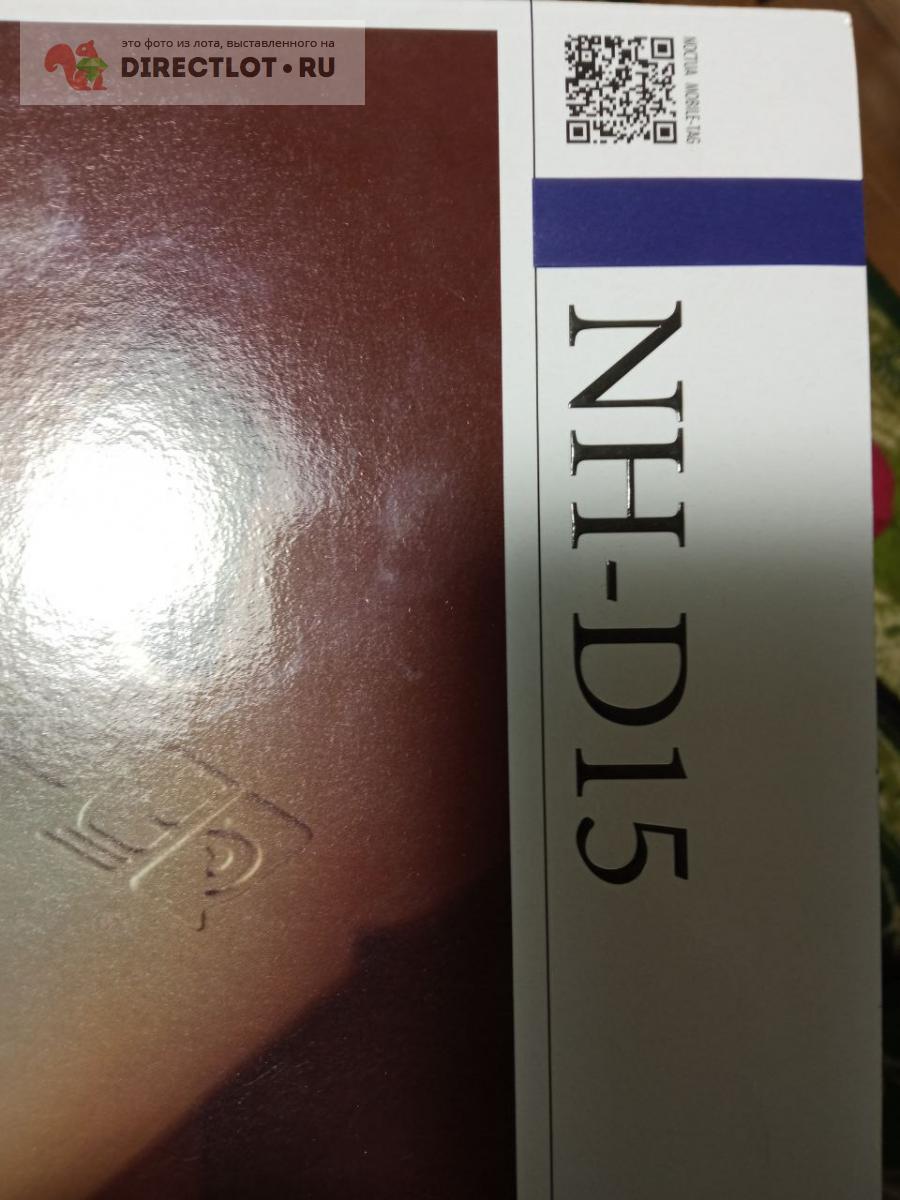 это фото из лота, выставленного на
DIRECTLOT•RU
NOCTUA MOBILE-TAG
NH-D15